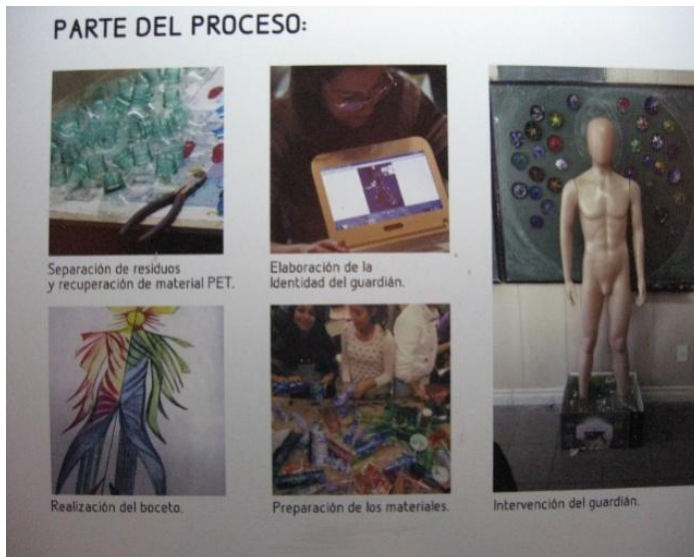 PARTE DEL PROCESO:
Separación de residuos
y recuperación de material PET.
Elaboración de la
Identidad del guardián.
Realización del boceto.
Preparación de los materiales.
Intervención del guardián.